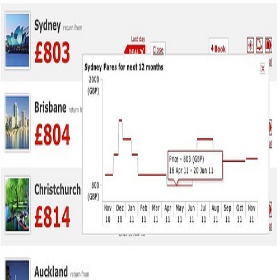 Sydney return from
£803
Last day
Close
Book
Sydney Fares for next 12 months
2000
(GBP)
800
(GBP)
Price - 803 (GBP)
16 Apr 11 - 20 Jun 11
Nov Dec Jan Feb Mar Apr May Jun Jul Aug Sep Oct Nov
10 10 11 11 11 11 11 11 11 11 11 11 11
Brisbane return
£804
Christchurch
£814
Auckland return from